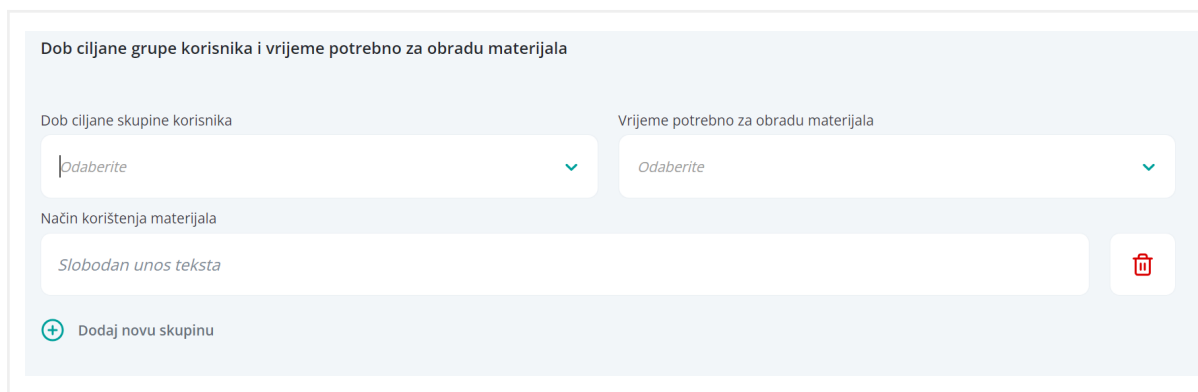 Dob ciljane grupe korisnika i vrijeme potrebno za obradu materijala
Dob ciljane skupine korisnika
Vrijeme potrebno za obradu materijala
Odaberite
Odaberite
Način korištenja materijala
Slobodan unos teksta
Dodaj novu skupinu